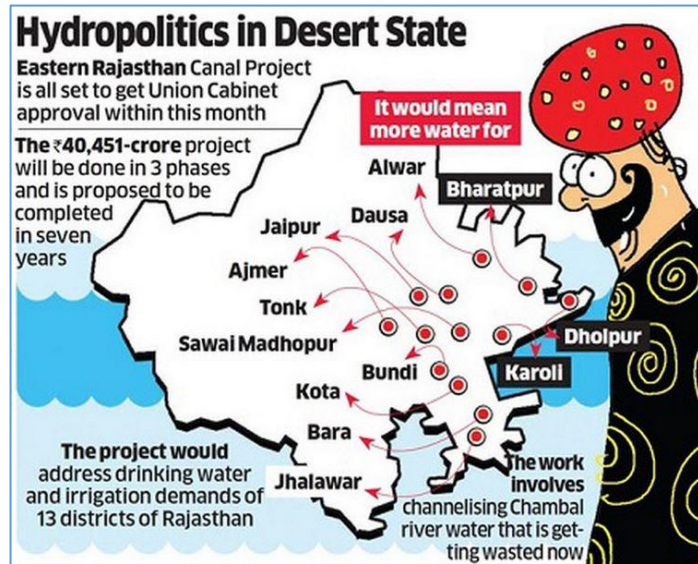 Hydropolitics in Desert State
Eastern Rajasthan Canal Project
is all set to get Union Cabinet
approval within this month
The ₹40,451-crore project
will be done in 3 phases
and is proposed to be
completed
in seven
years
It would mean
more water for
Alwar
Bharatpur
Dausa
Jaipur
Ajmer
Tonk
Sawai Madhopur
Dholpur
Bundi
Karoli
Kota
Bara
Jhalawar
The project would
address drinking water
and irrigation demands of
13 districts of Rajasthan
The work
involves
channelising Chambal
river water that is get-
ting wasted now